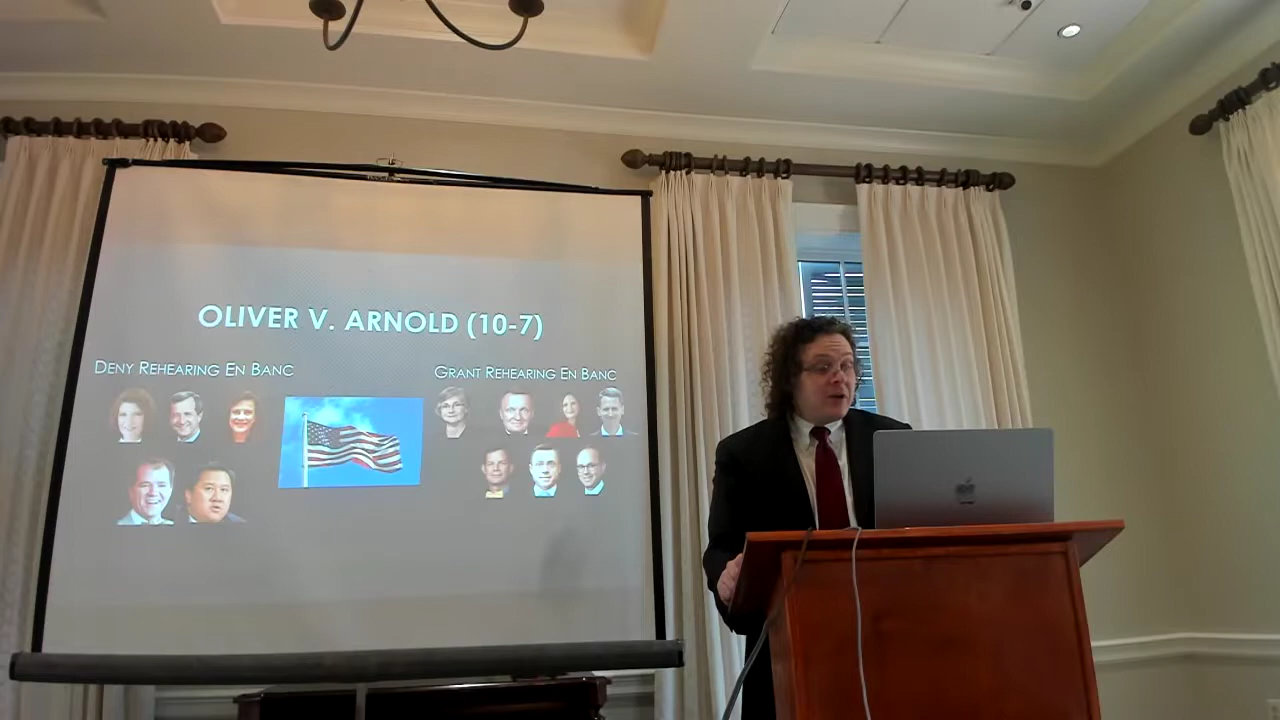 OLIVER V. ARNOLD (10-7)
DENY REHEARING EN BANC
GRANT REHEARING EN BANC